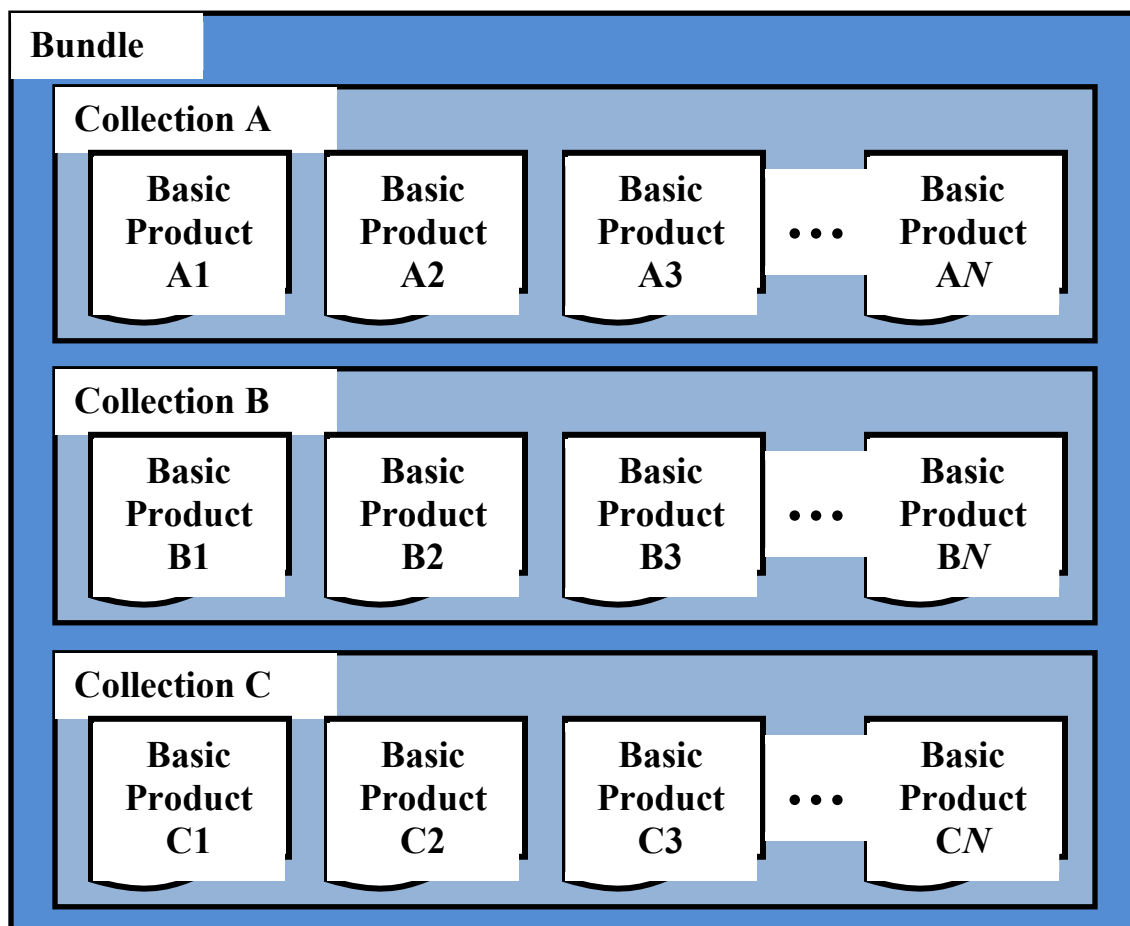 Bundle
Collection A
Basic Product A1
Basic Product A2
Basic Product A3
•••
Basic Product AN
Collection B
Basic Product B1
Basic Product B2
Basic Product B3
•••
Basic Product BN
Collection C
Basic Product C1
Basic Product C2
Basic Product C3
•••
Basic Product CN